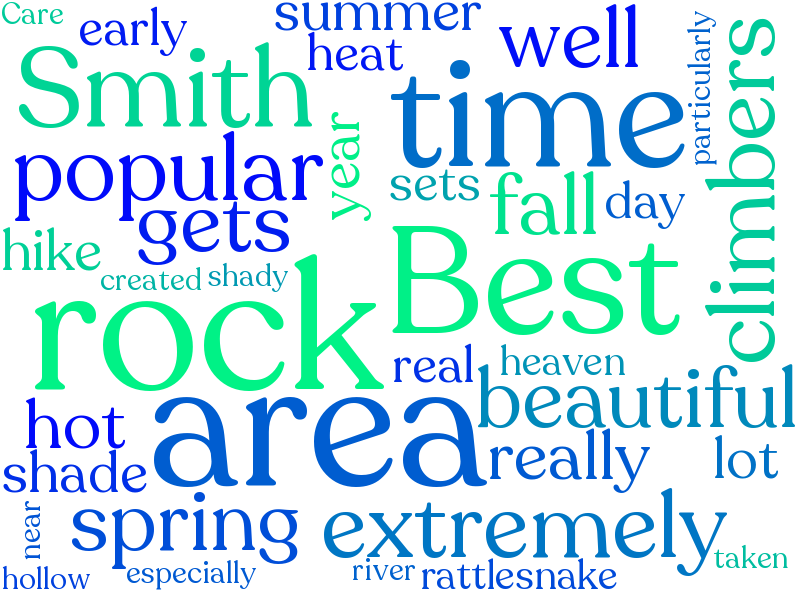 Care
early
summer
heat
well
particularly
climbers
Smith
time
popular
year
sets
fall
day
gets
hike
created
shady
Best
rock
real
heaven
beautiful
area
hot
really
lot
shade
near
spring
extremely
taken
hollow
especially
river
rattlesnake